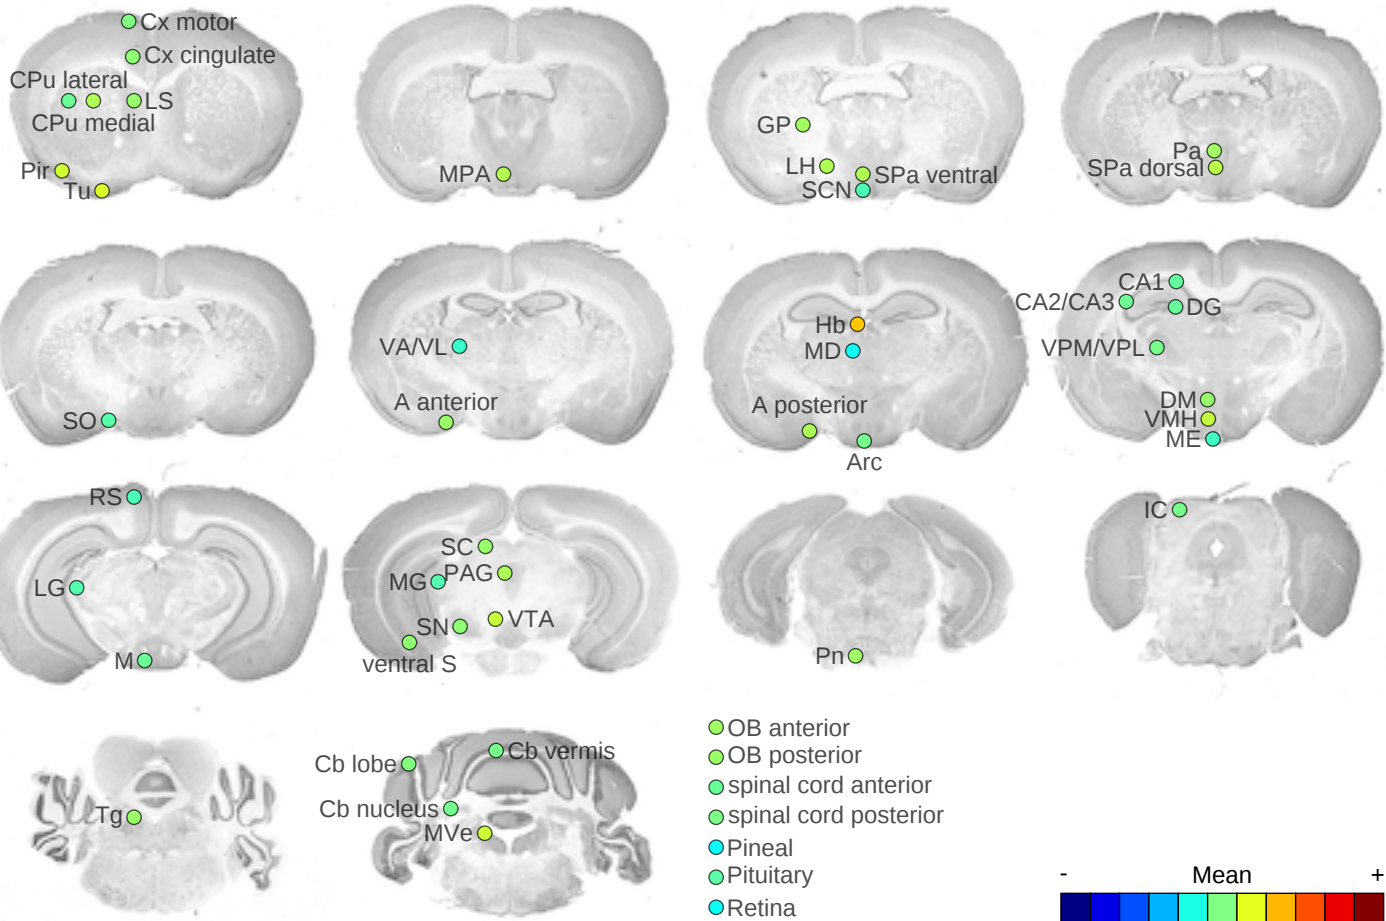 Cx motor
Cx cingulate
CPu lateral
LS
CPu medial
Pir
Tu
MPA
GP
LH
SPa ventral
SCN
Pa
SPa dorsal
SO
VA/VL
A anterior
Hb
MD
A posterior
Arc
CA1
CA2/CA3
DG
VPM/VPL
DM
VMH
ME
RS
LG
M
SC
PAG
MG
SN
VTA
ventral S
Pn
IC
Tg
Cb lobe
Cb vermis
Cb nucleus
MVe
OB anterior
OB posterior
spinal cord anterior
spinal cord posterior
Pineal
Pituitary
Retina
- Mean +